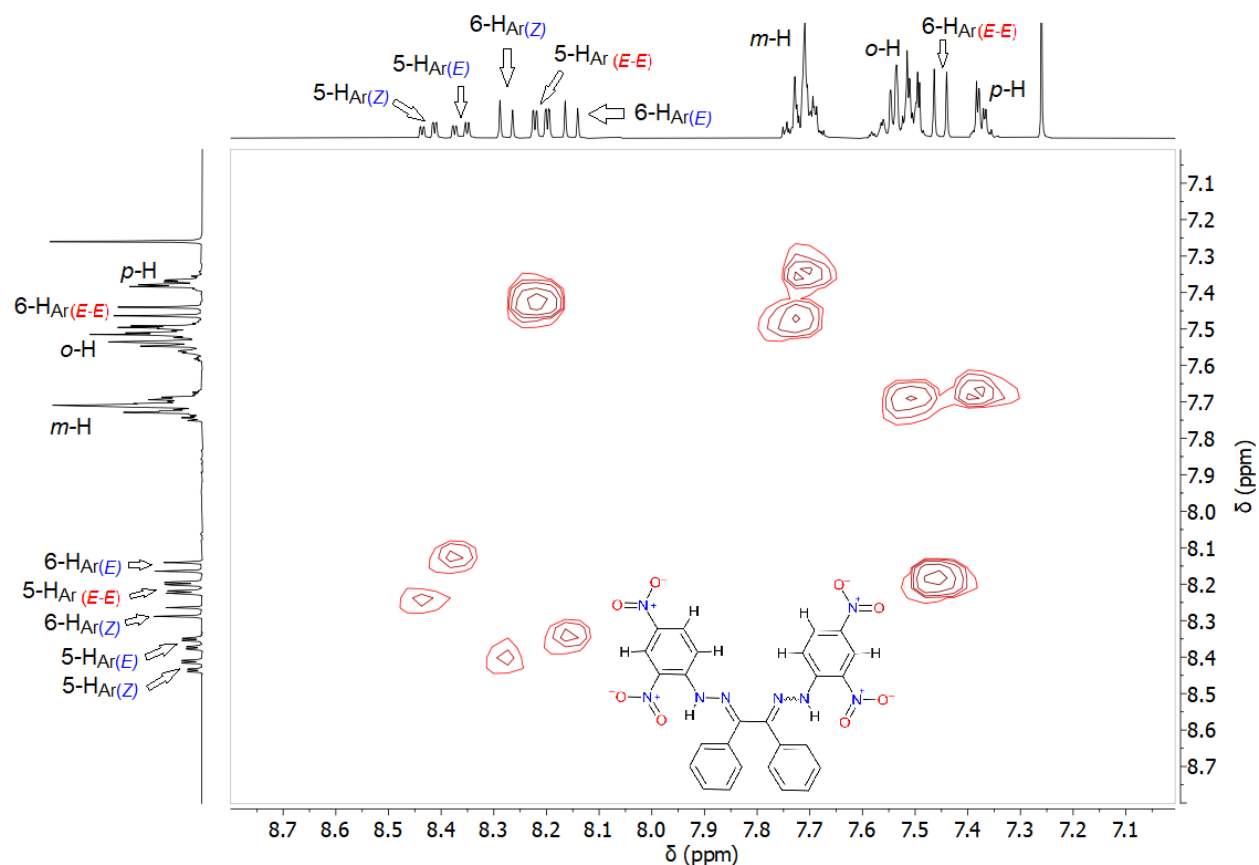 6-HAr(Z)
5-HAr(E)
5-HAr(Z)
5-HAr (E-E)
6-HAr(E)
m-H
o-H
6-HAr(E-E)
p-H
p-H
6-HAr(E-E)
o-H
m-H
6-HAr(E)
5-HAr (E-E)
6-HAr(Z)
5-HAr(E)
5-HAr(Z)
7.1
7.2
7.3
7.4
7.5
7.6
7.7
7.8
7.9
8.0
8.1
8.2
8.3
8.4
8.5
8.6
8.7
δ (ppm)
O⁻
O N⁺ H
H H
O⁻ N⁺ O
N N
H
O⁻
H N⁺ O
H H
N N N⁺ O⁻
H O
8.7 8.6 8.5 8.4 8.3 8.2 8.1 8.0 7.9 7.8 7.7 7.6 7.5 7.4 7.3 7.2 7.1
δ (ppm)